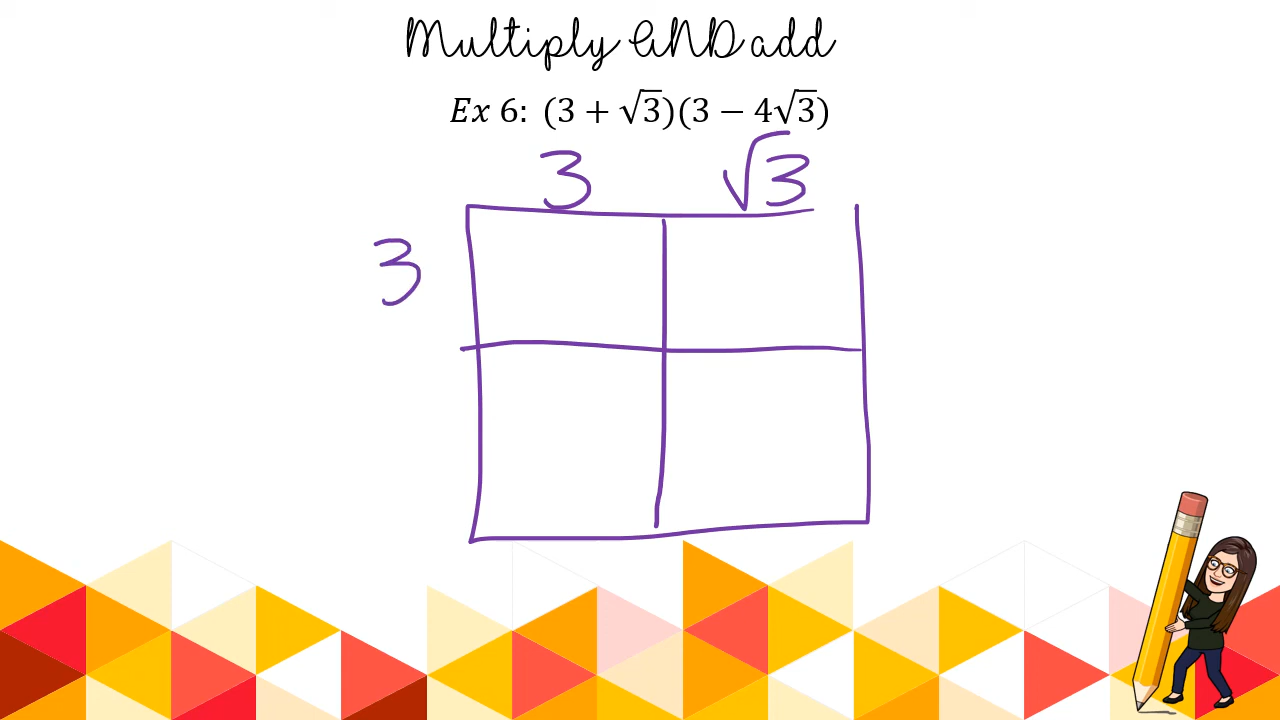 Multiply AND add
Ex 6: (3 + √3)(3 − 4√3)
3 √3
3